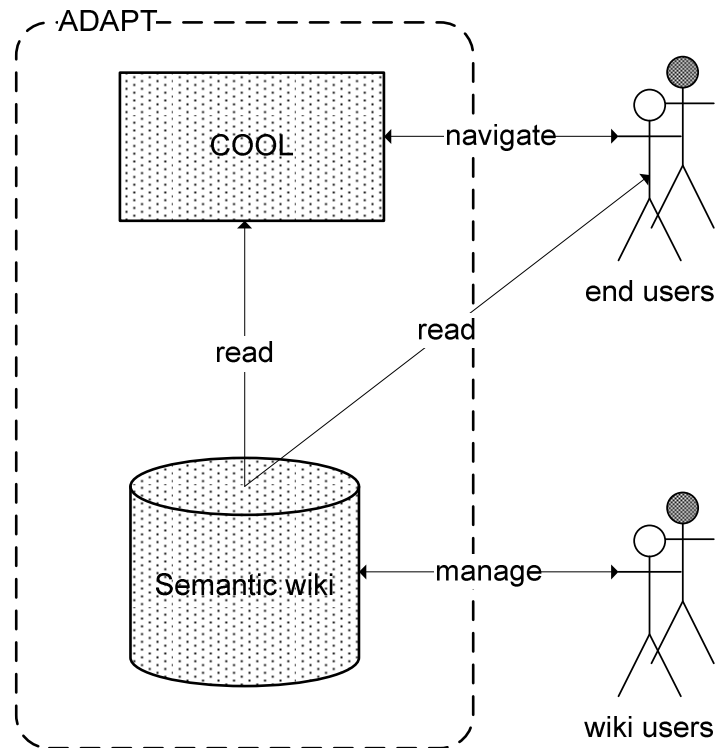 ADAPT
COOL
navigate
end users
read
read
Semantic wiki
manage
wiki users